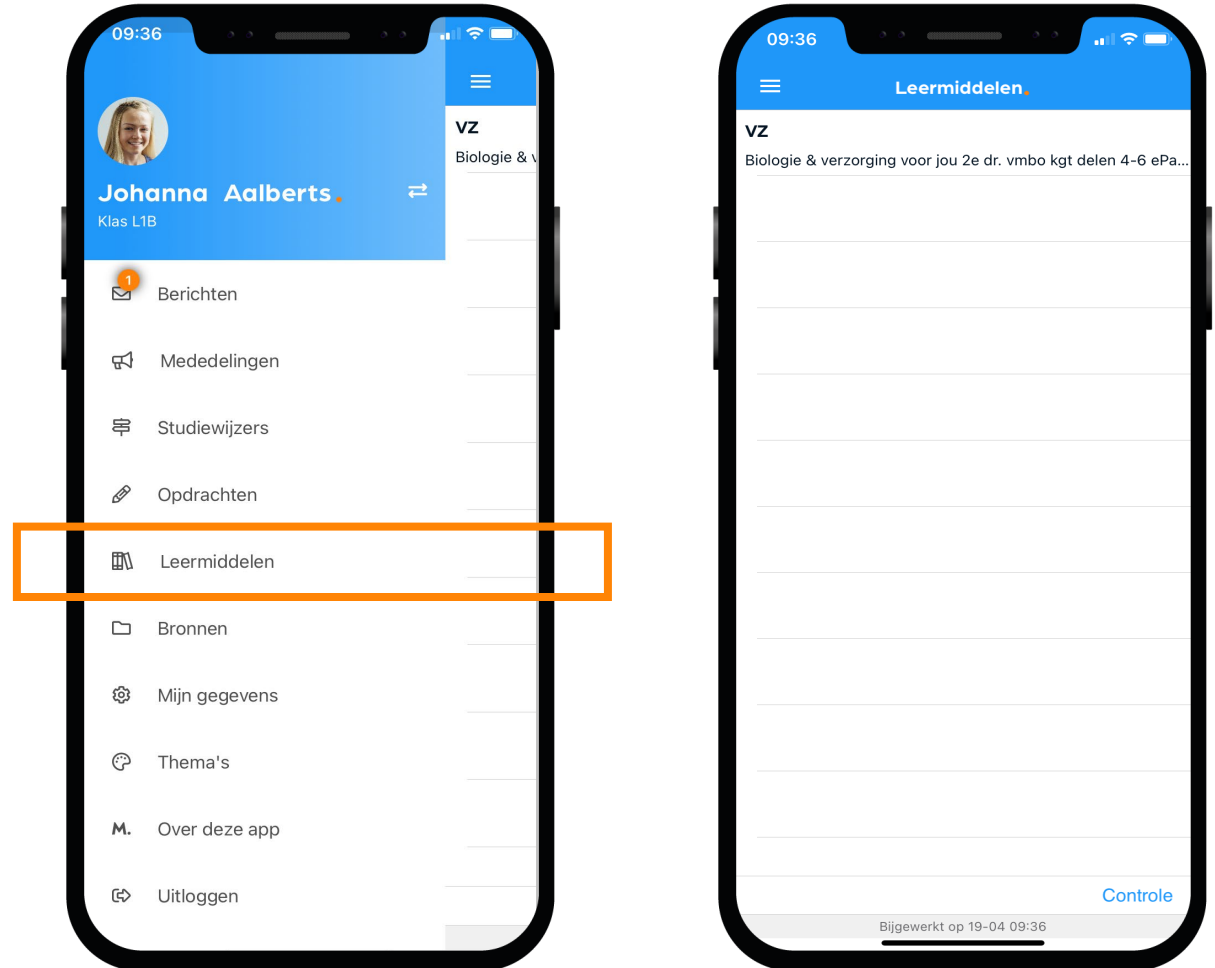 09:36
VZ
Biologie & v
Johanna Aalberts.
Klas L1B
1
Berichten
Mededelingen
Studiewijzers
Opdrachten
Leermiddelen
Bronnen
Mijn gegevens
Thema's
M. Over deze app
Uitloggen
09:36
Leermiddelen.
VZ
Biologie & verzorging voor jou 2e dr. vmbo kgt delen 4-6 ePa...
Controle
Bijgewerkt op 19-04 09:36